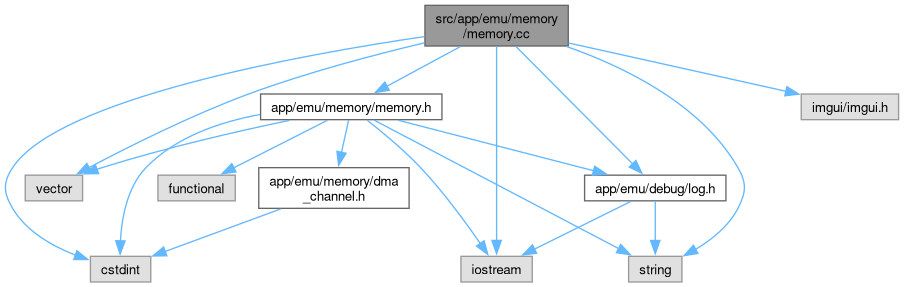 src/app/emu/memory
/memory.cc
app/emu/memory/memory.h
imgui/imgui.h
vector
functional
app/emu/memory/dma
_channel.h
app/emu/debug/log.h
cstdint
iostream
string